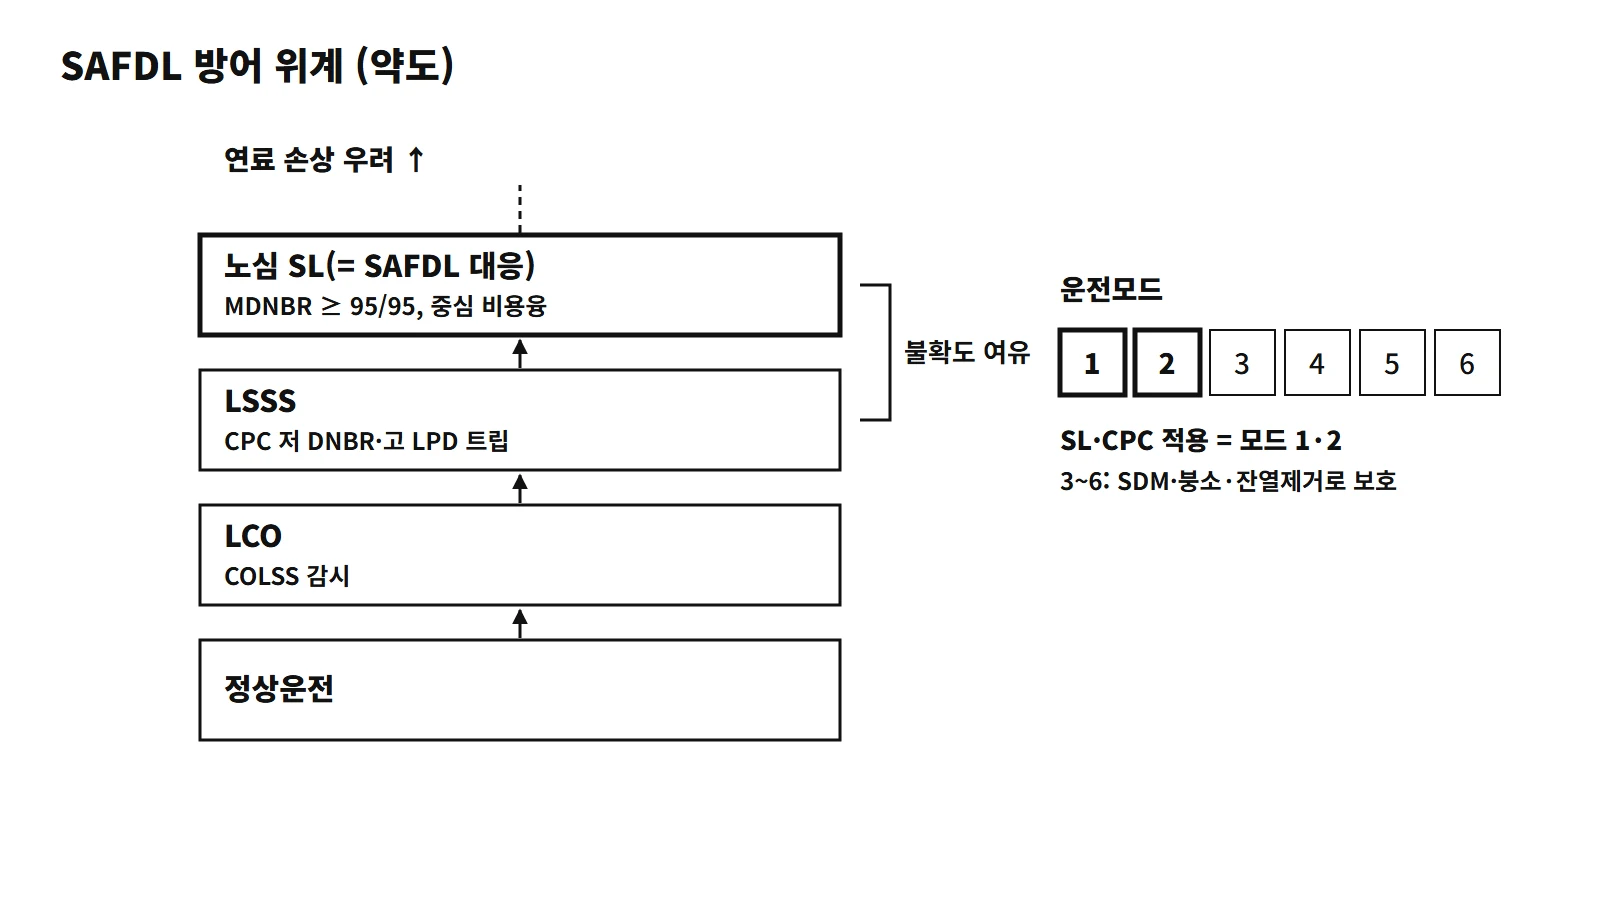 SAFDL 방어 위계 (약도)
연료 손상 우려 ↑
노심 SL(= SAFDL 대응)
MDNBR ≥ 95/95, 중심 비용융
불확도 여유
LSSS
CPC 저 DNBR·고 LPD 트립
LCO
COLSS 감시
정상운전
운전모드
1 2 3 4 5 6
SL·CPC 적용 = 모드 1·2
3~6: SDM·붕소·잔열제거로 보호